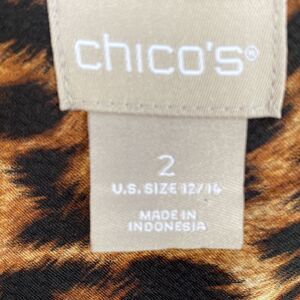 chico's®
2
U.S. SIZE 12/14
MADE IN
INDONESIA